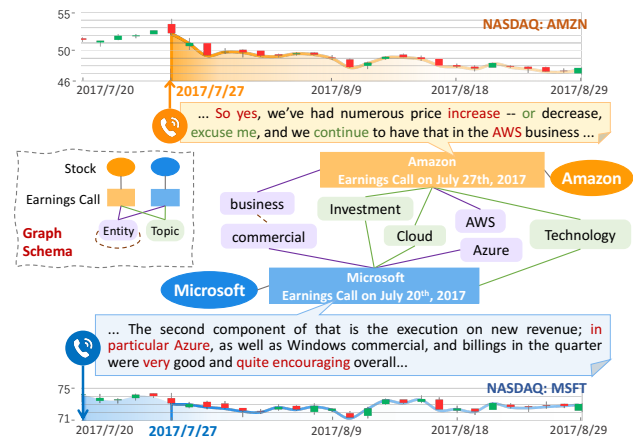 55
50
46
NASDAQ: AMZN
2017/7/20
2017/7/27
2017/8/9
2017/8/18
2017/8/29
... So yes, we've had numerous price increase -- or decrease,
excuse me, and we continue to have that in the AWS business ...
Stock
Earnings Call
Graph
Schema
Entity
Topic
Amazon
Earnings Call on July 27th, 2017
Amazon
business
commercial
Investment
Cloud
AWS
Azure
Technology
Microsoft
Microsoft
Earnings Call on July 20th, 2017
... The second component of that is the execution on new revenue; in
particular Azure, as well as Windows commercial, and billings in the quarter
were very good and quite encouraging overall...
75
71
NASDAQ: MSFT
2017/7/20
2017/7/27
2017/8/9
2017/8/18
2017/8/29